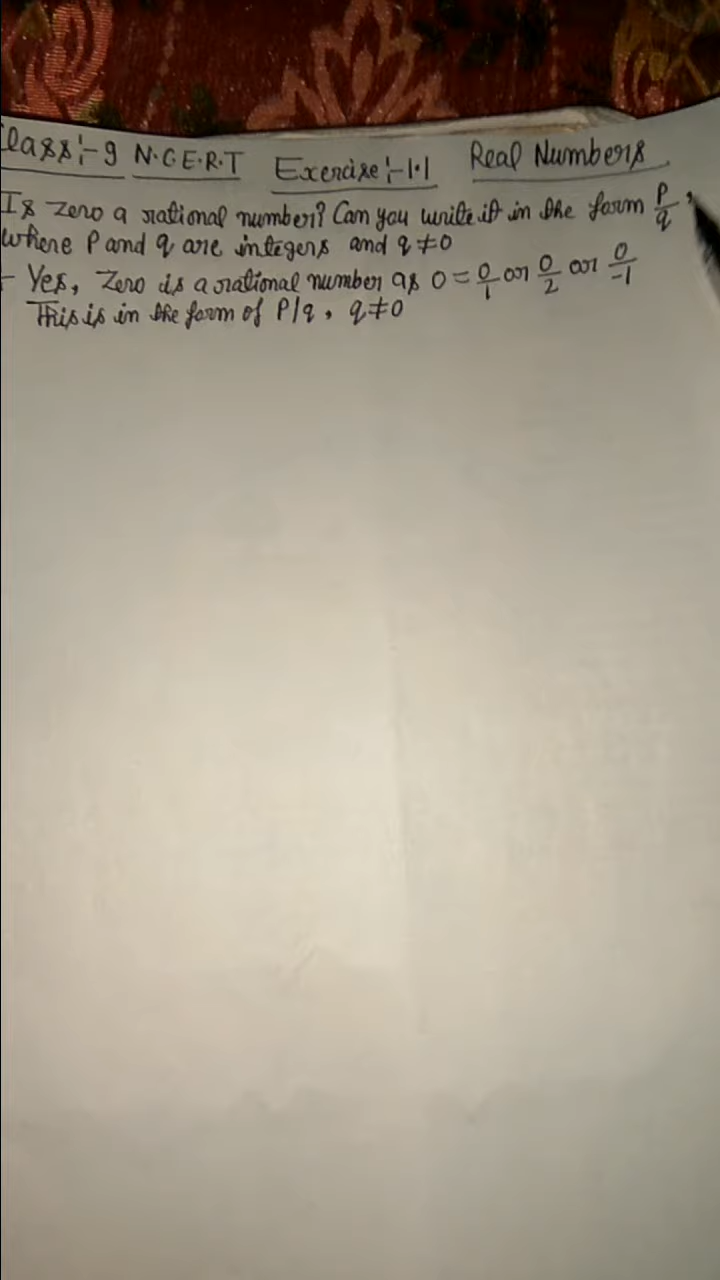 Class:-9 N.C.E.R.T Exercise:-1.1 Real Numbers
Is zero a rational number? Can you write it in the form P/q,
where P and q are integers and q≠0
- Yes, Zero is a rational number as 0 = 0/1 or 0/2 or 0/-1
This is in the form of P/q, q≠0